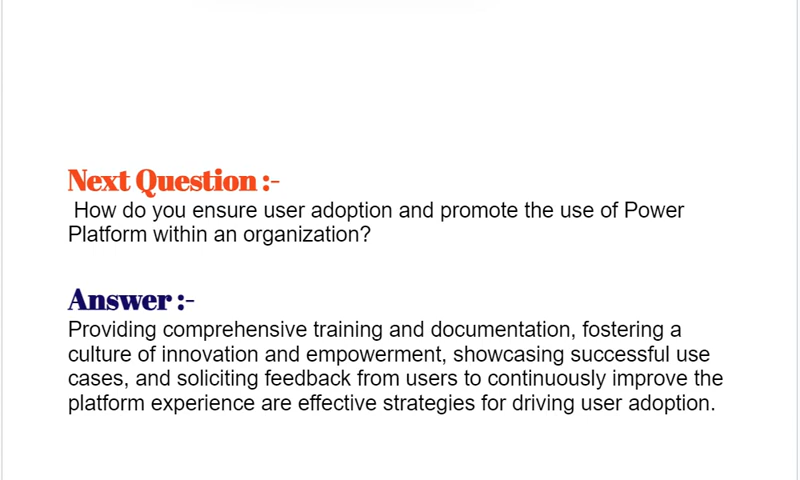 Next Question :-
How do you ensure user adoption and promote the use of Power
Platform within an organization?
Answer :-
Providing comprehensive training and documentation, fostering a
culture of innovation and empowerment, showcasing successful use
cases, and soliciting feedback from users to continuously improve the
platform experience are effective strategies for driving user adoption.